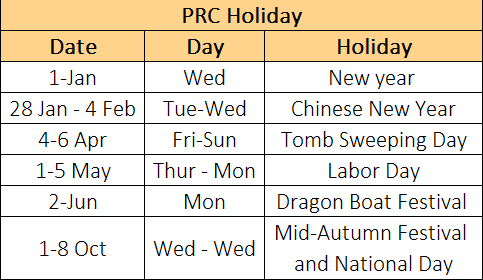 PRC Holiday
Date Day Holiday
1-Jan Wed New year
28 Jan - 4 Feb Tue-Wed Chinese New Year
4-6 Apr Fri-Sun Tomb Sweeping Day
1-5 May Thur - Mon Labor Day
2-Jun Mon Dragon Boat Festival
1-8 Oct Wed - Wed Mid-Autumn Festival
and National Day